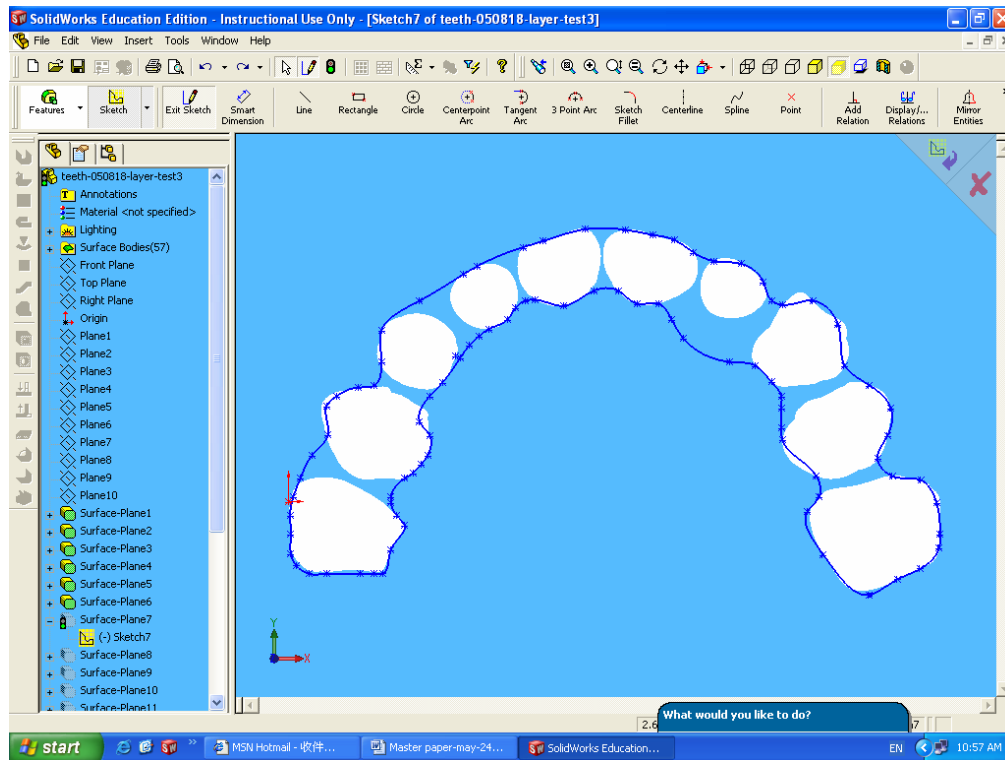 SolidWorks Education Edition - Instructional Use Only - [Sketch7 of teeth-050818-layer-test3]
File Edit View Insert Tools Window Help
Features Sketch Exit Sketch Smart Dimension Line Rectangle Circle Centerpoint Arc Tangent Arc 3 Point Arc Sketch Fillet Centerline Spline Point Add Relation Display/... Relations Mirror Entities
teeth-050818-layer-test3
Annotations
Material <not specified>
Lighting
Surface Bodies(57)
Front Plane
Top Plane
Right Plane
Origin
Plane1
Plane2
Plane3
Plane4
Plane5
Plane6
Plane7
Plane8
Plane9
Plane10
Surface-Plane1
Surface-Plane2
Surface-Plane3
Surface-Plane4
Surface-Plane5
Surface-Plane6
Surface-Plane7
(-) Sketch7
Surface-Plane8
Surface-Plane9
Surface-Plane10
Surface-Plane11
Y
X
2.6
What would you like to do?
start MSN Hotmail - 收件... Master paper-may-24... SolidWorks Education... EN 10:57 AM